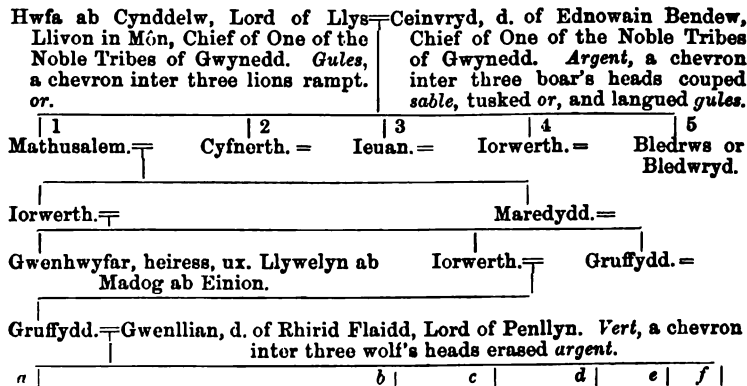 Hwfa ab Cynddelw, Lord of Llys=Ceinvryd, d. of Ednowain Bendew,
Llivon in Môn, Chief of One of the Chief of One of the Noble Tribes
Noble Tribes of Gwynedd. Gules, of Gwynedd. Argent, a chevron
a chevron inter three lions rampt. inter three boar's heads couped
or. sable, tusked or, and langued gules.
1 2 3 4 5
Mathusalem.= Cyfnerth.= Ieuan.= Iorwerth.= Bledrws or
Bledwryd.
Iorwerth.= Maredydd.=
Gwenhwyfar, heiress, ux. Llywelyn ab Iorwerth.= Gruffydd.=
Madog ab Einion.
Gruffydd.=Gwenllian, d. of Rhirid Flaidd, Lord of Penllyn. Vert, a chevron
inter three wolf's heads erased argent.
a b c d e f